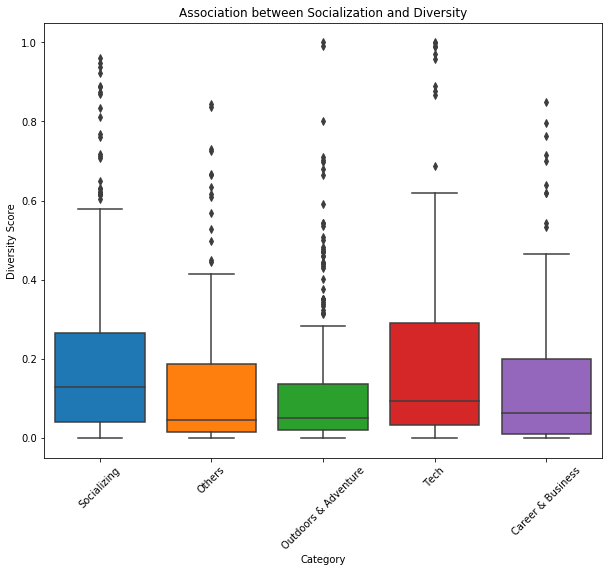 Association between Socialization and Diversity
1.0
0.8
0.6
0.4
0.2
0.0
Diversity Score
Socializing
Others
Outdoors & Adventure
Tech
Career & Business
Category